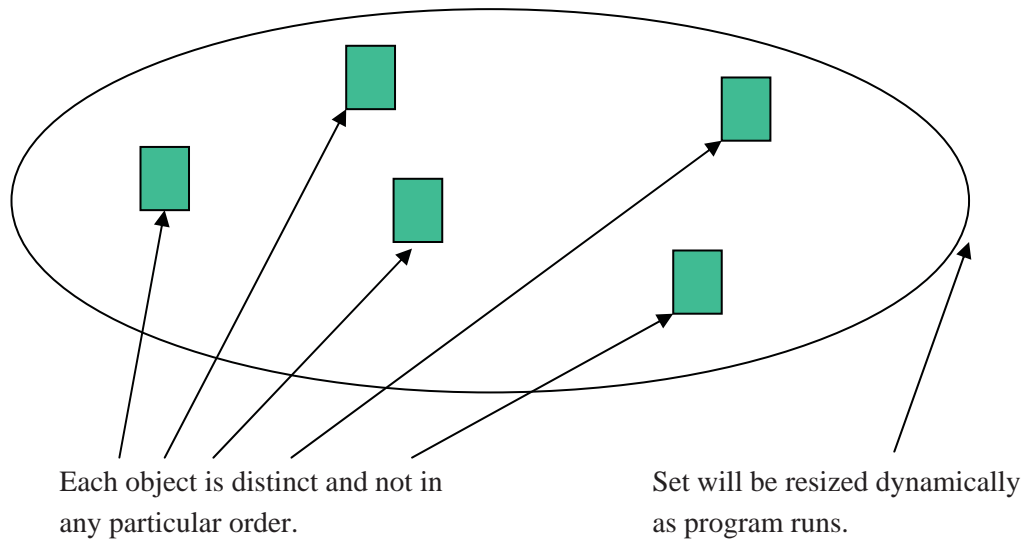 Each object is distinct and not in
any particular order.
Set will be resized dynamically
as program runs.